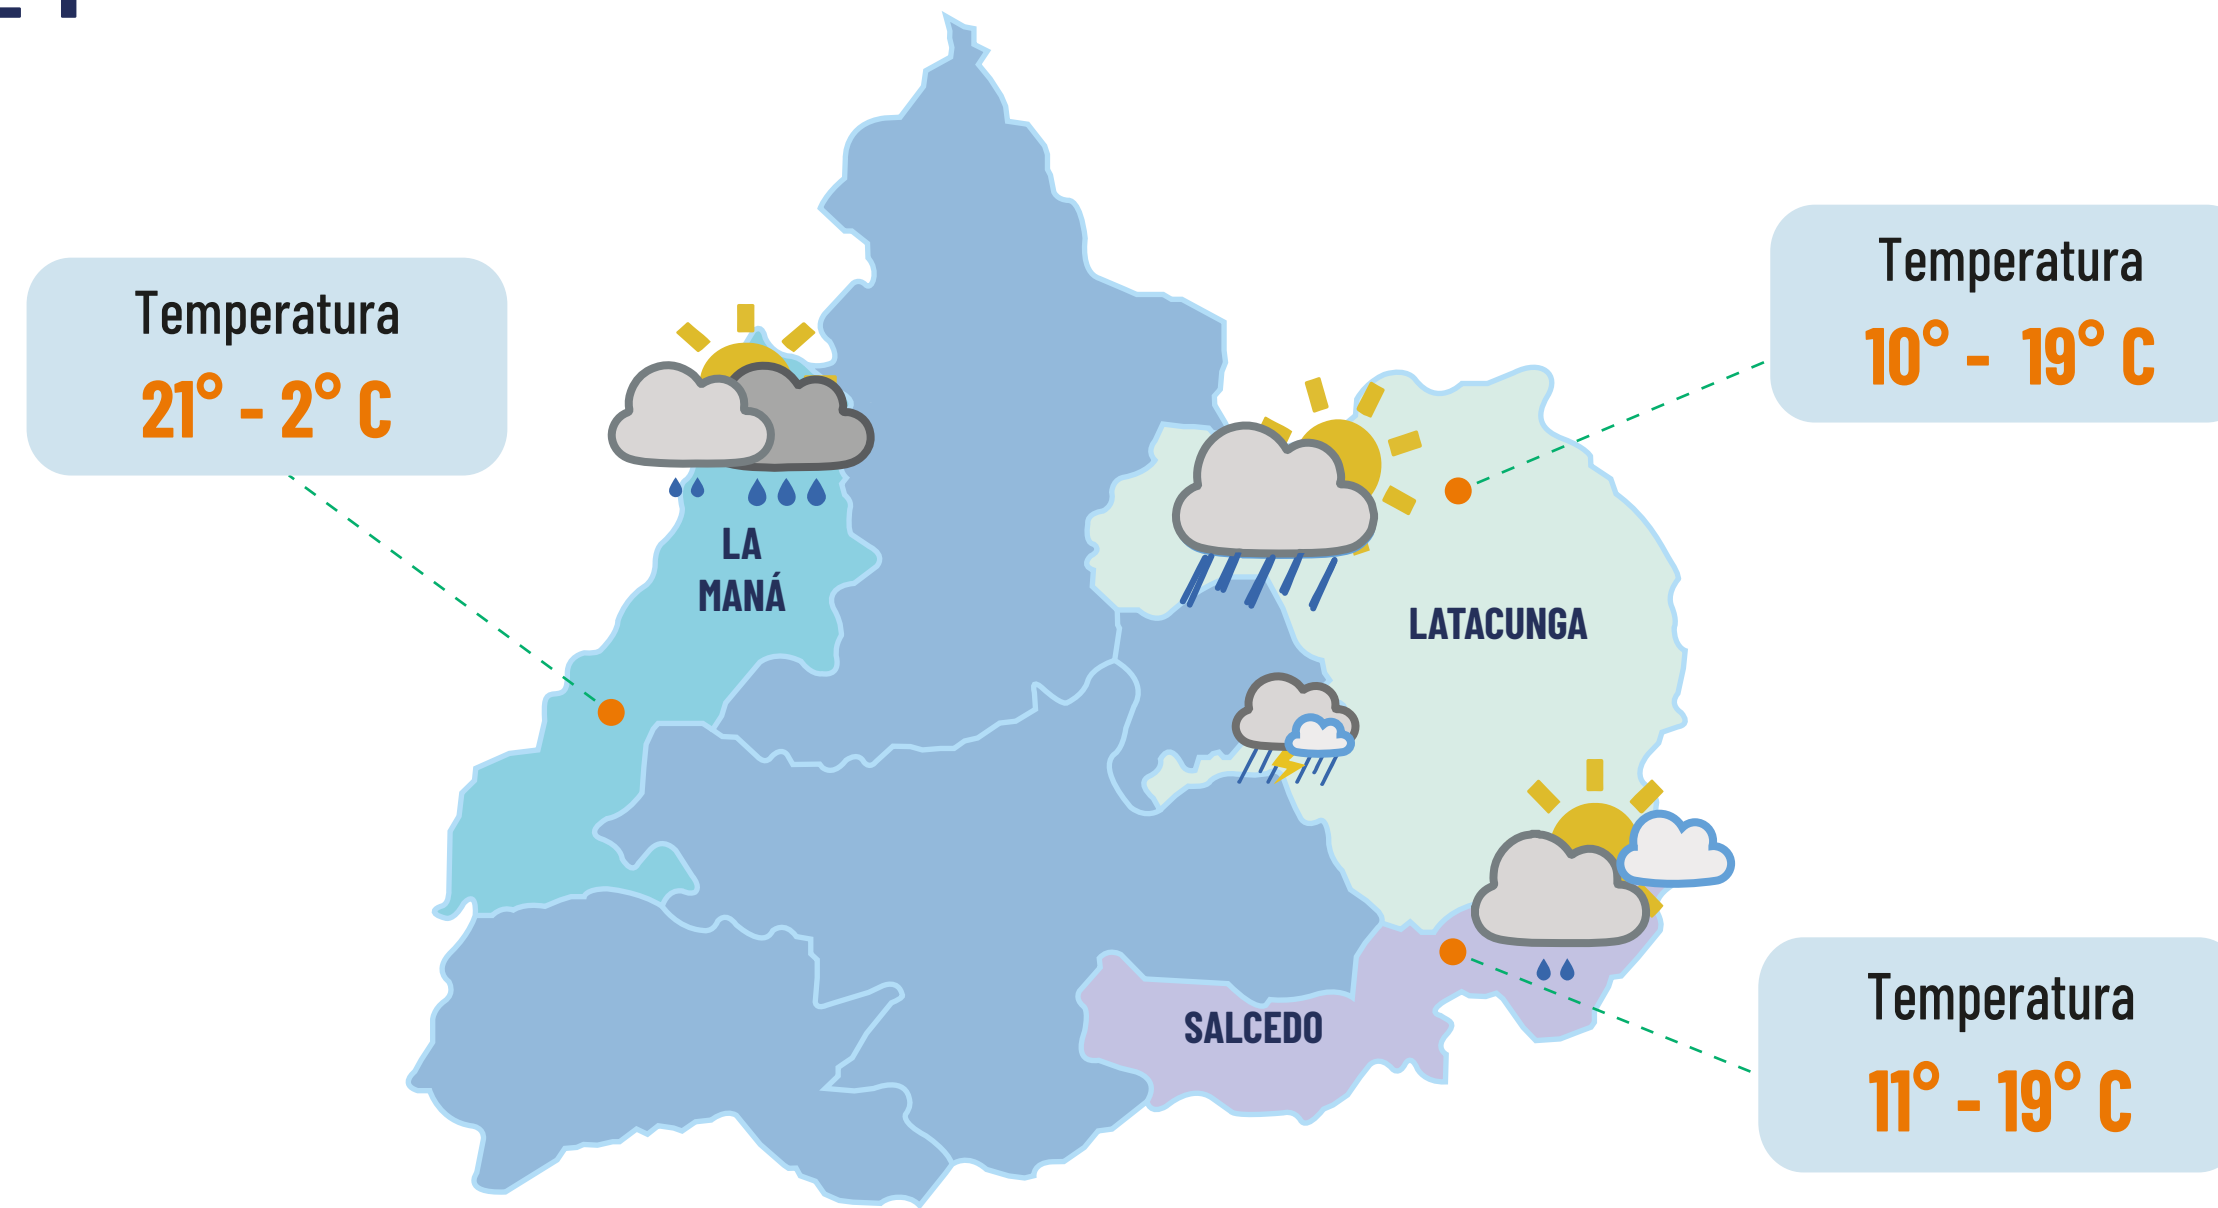 Temperatura
21° - 2° C
Temperatura
10° - 19° C
LA
MANÁ
LATACUNGA
SALCEDO
Temperatura
11° - 19° C